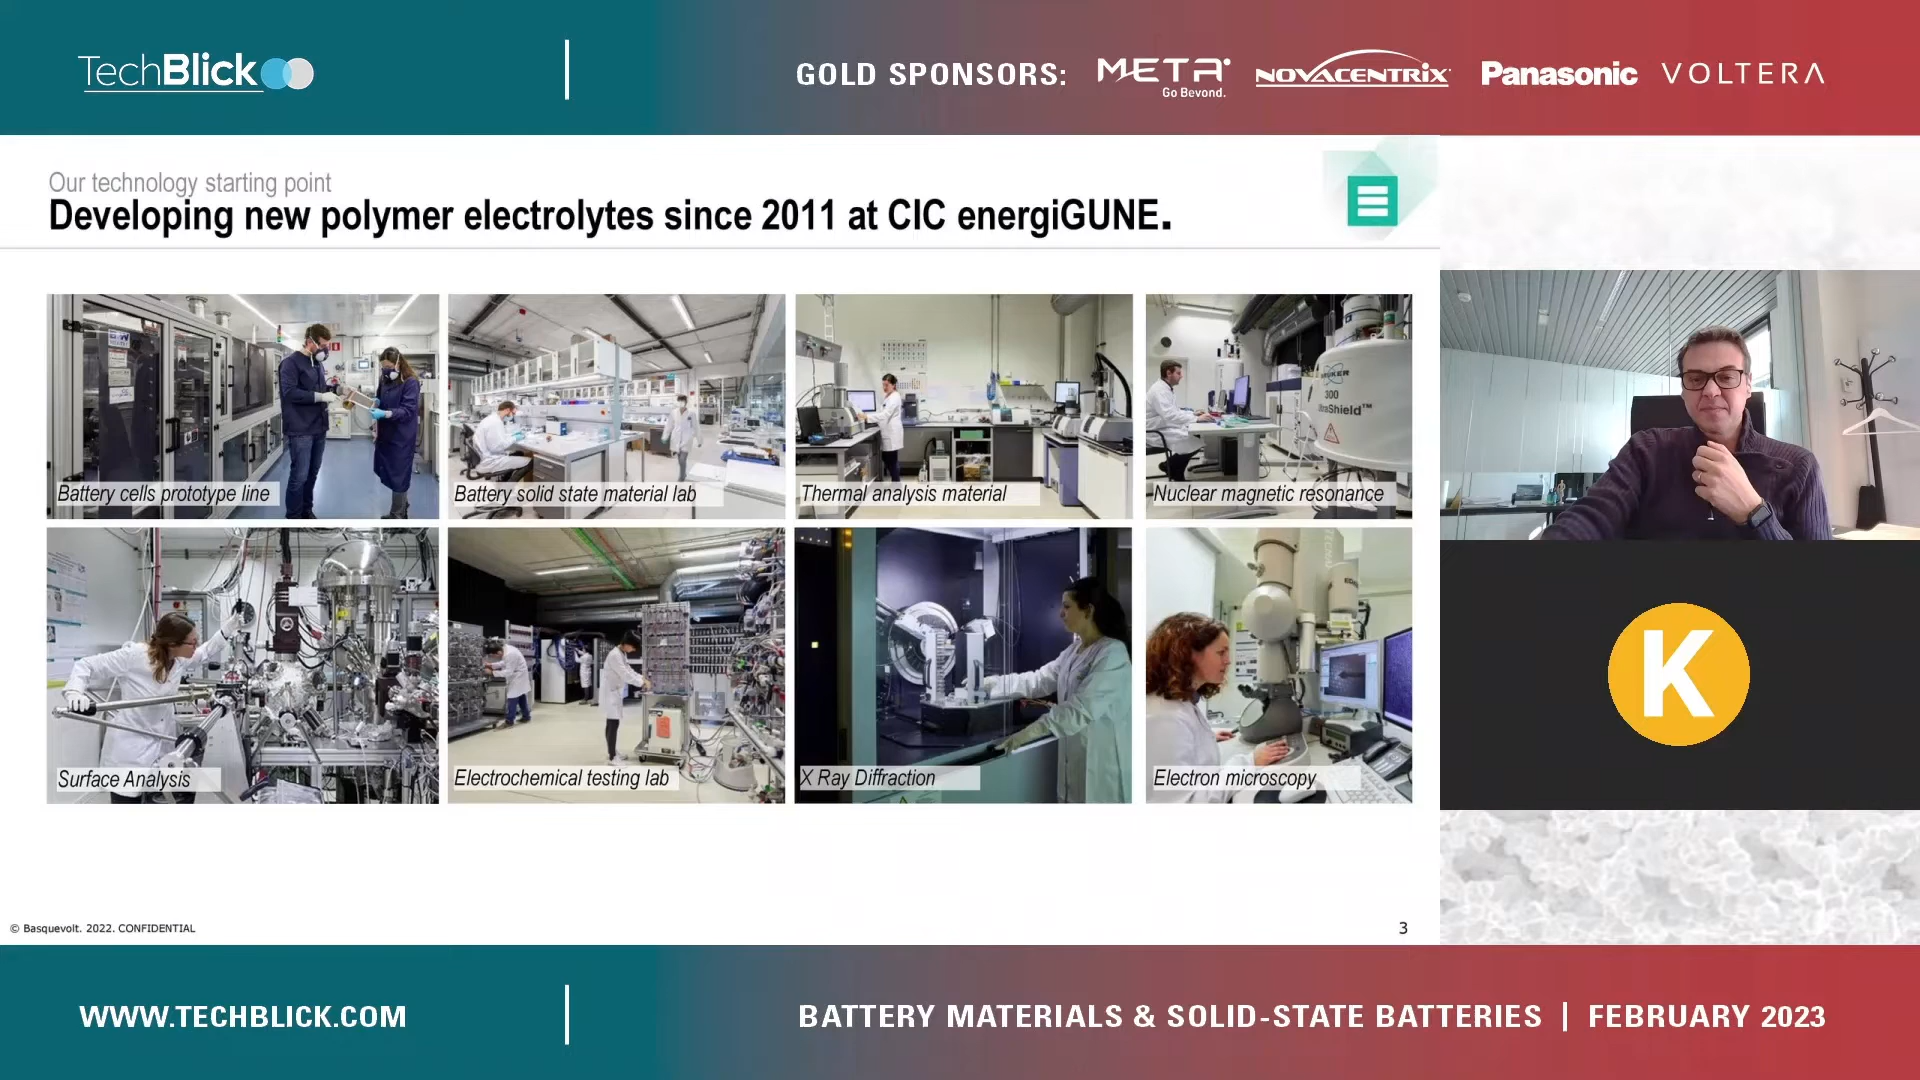 TechBlick
GOLD SPONSORS:
META
Go Beyond.
NOVACENTRIX
Panasonic
VOLTERA
Our technology starting point
Developing new polymer electrolytes since 2011 at CIC energiGUNE.
Battery cells prototype line
Battery solid state material lab
Thermal analysis material
BRUKER
300
UltraShield™
Nuclear magnetic resonance
Surface Analysis
Electrochemical testing lab
X Ray Diffraction
Electron microscopy
K
© Basquevolt. 2022. CONFIDENTIAL
3
WWW.TECHBLICK.COM
BATTERY MATERIALS & SOLID-STATE BATTERIES | FEBRUARY 2023